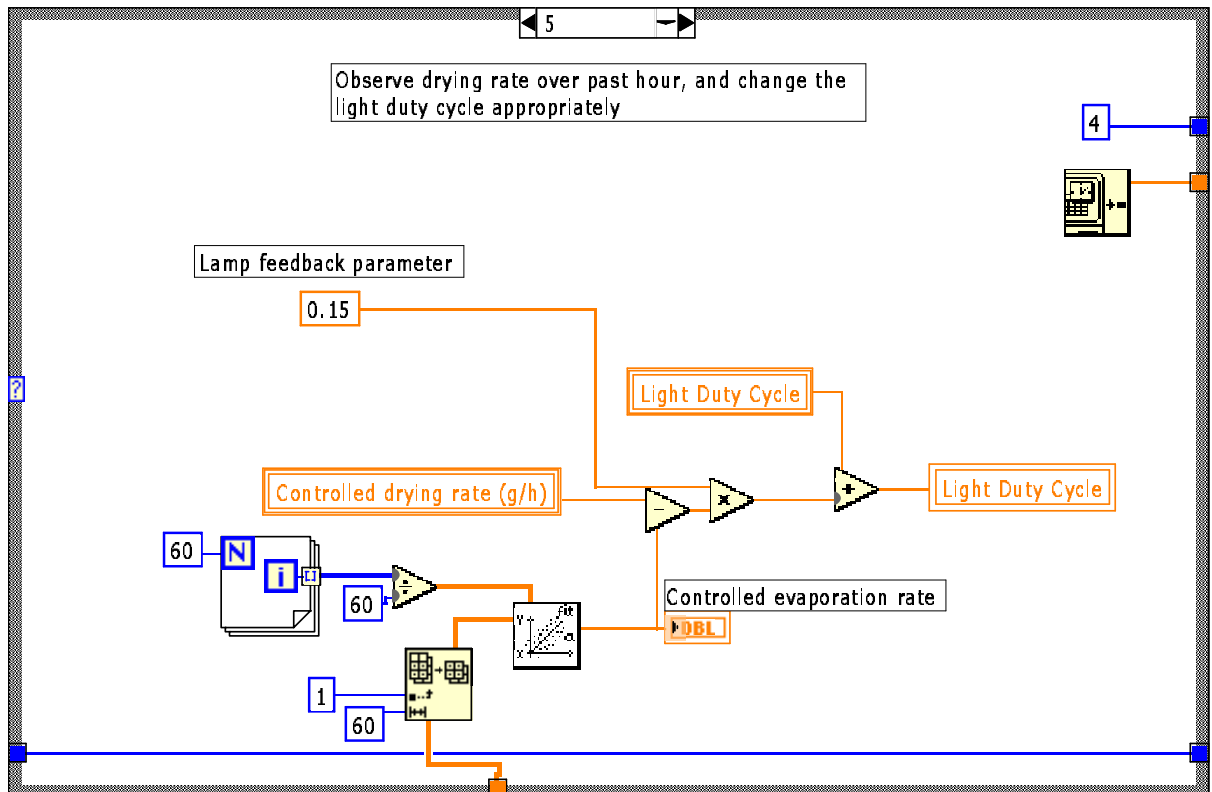 5
Observe drying rate over past hour, and change the
light duty cycle appropriately
4
Lamp feedback parameter
0.15
?
Light Duty Cycle
Controlled drying rate (g/h)
Light Duty Cycle
60
N
i
60
Controlled evaporation rate
DBL
fit
Y
a
X
1
60